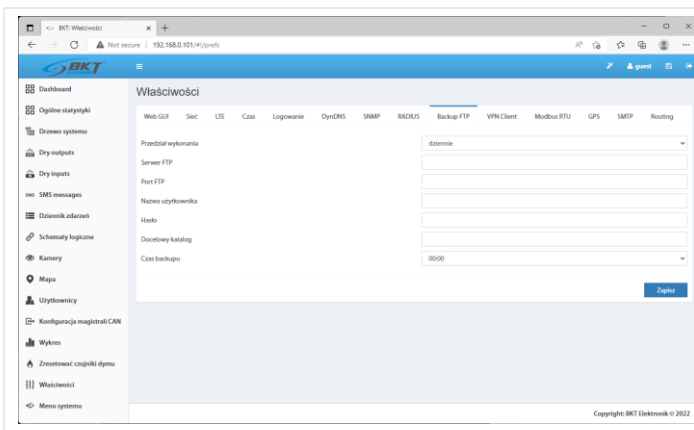 BKT: Właściwości
Not secure | 192.168.0.101/#!/prefs
BKT
guest
Dashboard
Ogólne statystyki
Drzewo systemu
Dry outputs
Dry inputs
SMS SMS messages
Dziennik zdarzeń
Schematy logiczne
Kamery
Mapa
Użytkownicy
Konfiguracja magistrali CAN
Wykres
Zresetować czujniki dymu
Właściwości
Menu systemu
Właściwości
Web GUI Sieć LTE Czas Logowanie DynDNS SNMP RADIUS Backup FTP VPN Client Modbus RTU GPS SMTP Routing
Przedział wykonania dziennie
Serwer FTP
Port FTP
Nazwa użytkownika
Hasło
Docelowy katalog
Czas backupu 00:00
Zapisz
Copyright: BKT Elektronik © 2022